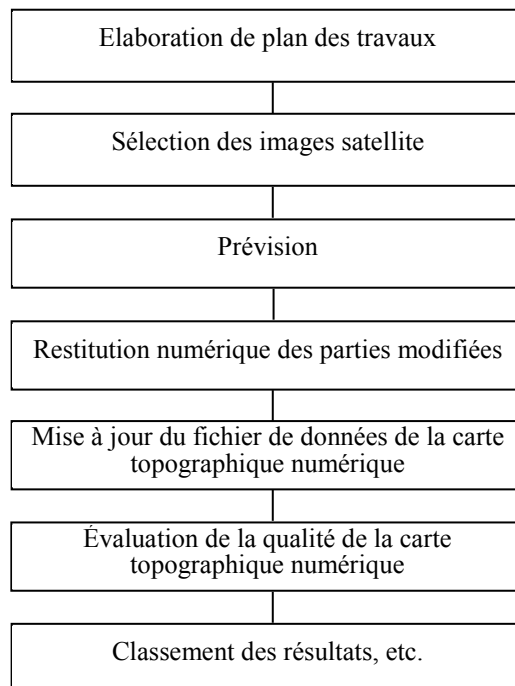 Elaboration de plan des travaux
Sélection des images satellite
Prévision
Restitution numérique des parties modifiées
Mise à jour du fichier de données de la carte
topographique numérique
Évaluation de la qualité de la carte
topographique numérique
Classement des résultats, etc.